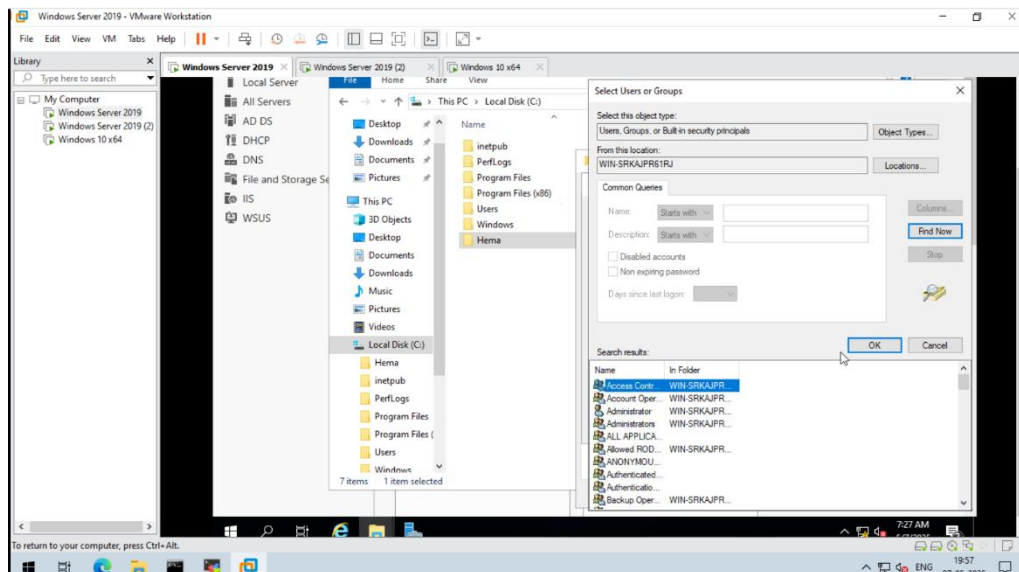 Windows Server 2019 - VMware Workstation
File Edit View VM Tabs Help
Library
Type here to search
My Computer
Windows Server 2019
Windows Server 2019 (2)
Windows 10 x64
Windows Server 2019
Windows Server 2019 (2)
Windows 10 x64
Local Server
All Servers
AD DS
DHCP
DNS
File and Storage Se
IIS
WSUS
File Home Share View
This PC > Local Disk (C:)
Desktop
Downloads
Documents
Pictures
This PC
3D Objects
Desktop
Documents
Downloads
Music
Pictures
Videos
Local Disk (C:)
Hema
inetpub
PerfLogs
Program Files
Program Files (
Users
Windows
Name
inetpub
PerfLogs
Program Files
Program Files (x86)
Users
Windows
Hema
7 items 1 item selected
Select Users or Groups
Select this object type:
Users, Groups, or Built-in security principals
Object Types...
From this location:
WIN-SRKAJPR61RJ
Locations...
Common Queries
Name: Starts with
Description: Starts with
Disabled accounts
Non expiring password
Days since last logon:
Columns...
Find Now
Stop
OK Cancel
Search results:
Name In Folder
Access Contr... WIN-SRKAJPR...
Account Oper... WIN-SRKAJPR...
Administrator WIN-SRKAJPR...
Administrators WIN-SRKAJPR...
ALL APPLICA...
Allowed ROD... WIN-SRKAJPR...
ANONYMOU...
Authenticated...
Authenticatio...
Backup Oper... WIN-SRKAJPR...
7:27 AM
To return to your computer, press Ctrl+Alt.
ENG
19:57